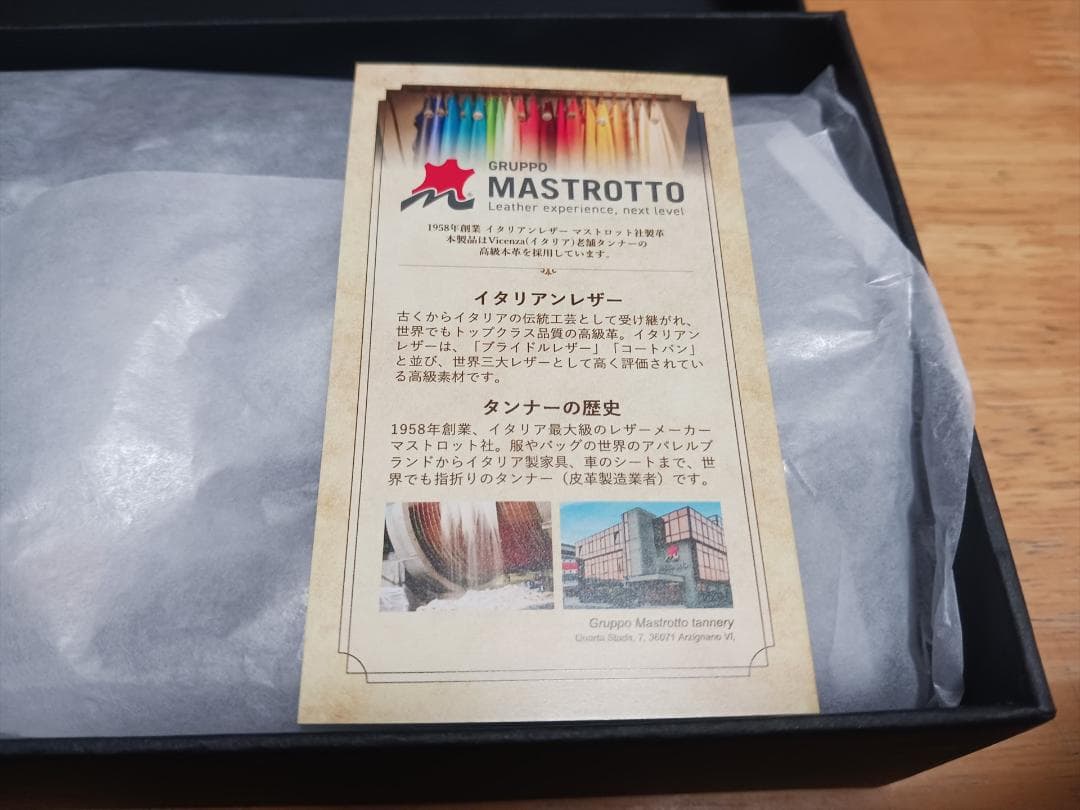 GRUPPO
MASTROTTO
Leather experience, next level
1958年創業 イタリアンレザー マストロット社製革
本製品はVicenza(イタリア)老舗タンナーの
高級本革を採用しています。
イタリアンレザー
古くからイタリアの伝統工芸として受け継がれ、
世界でもトップクラス品質の高級革。イタリアン
レザーは、「ブライドルレザー」「コートバン」
と並び、世界三大レザーとして高く評価されてい
る高級素材です。
タンナーの歴史
1958年創業、イタリア最大級のレザーメーカー
マストロット社。服やバッグの世界のアパレルブ
ランドからイタリア製家具、車のシートまで、世
界でも指折りのタンナー（皮革製造業者）です。
Gruppo Mastrotto tannery
Quarta Stada, 7, 36071 Arzignano VI,